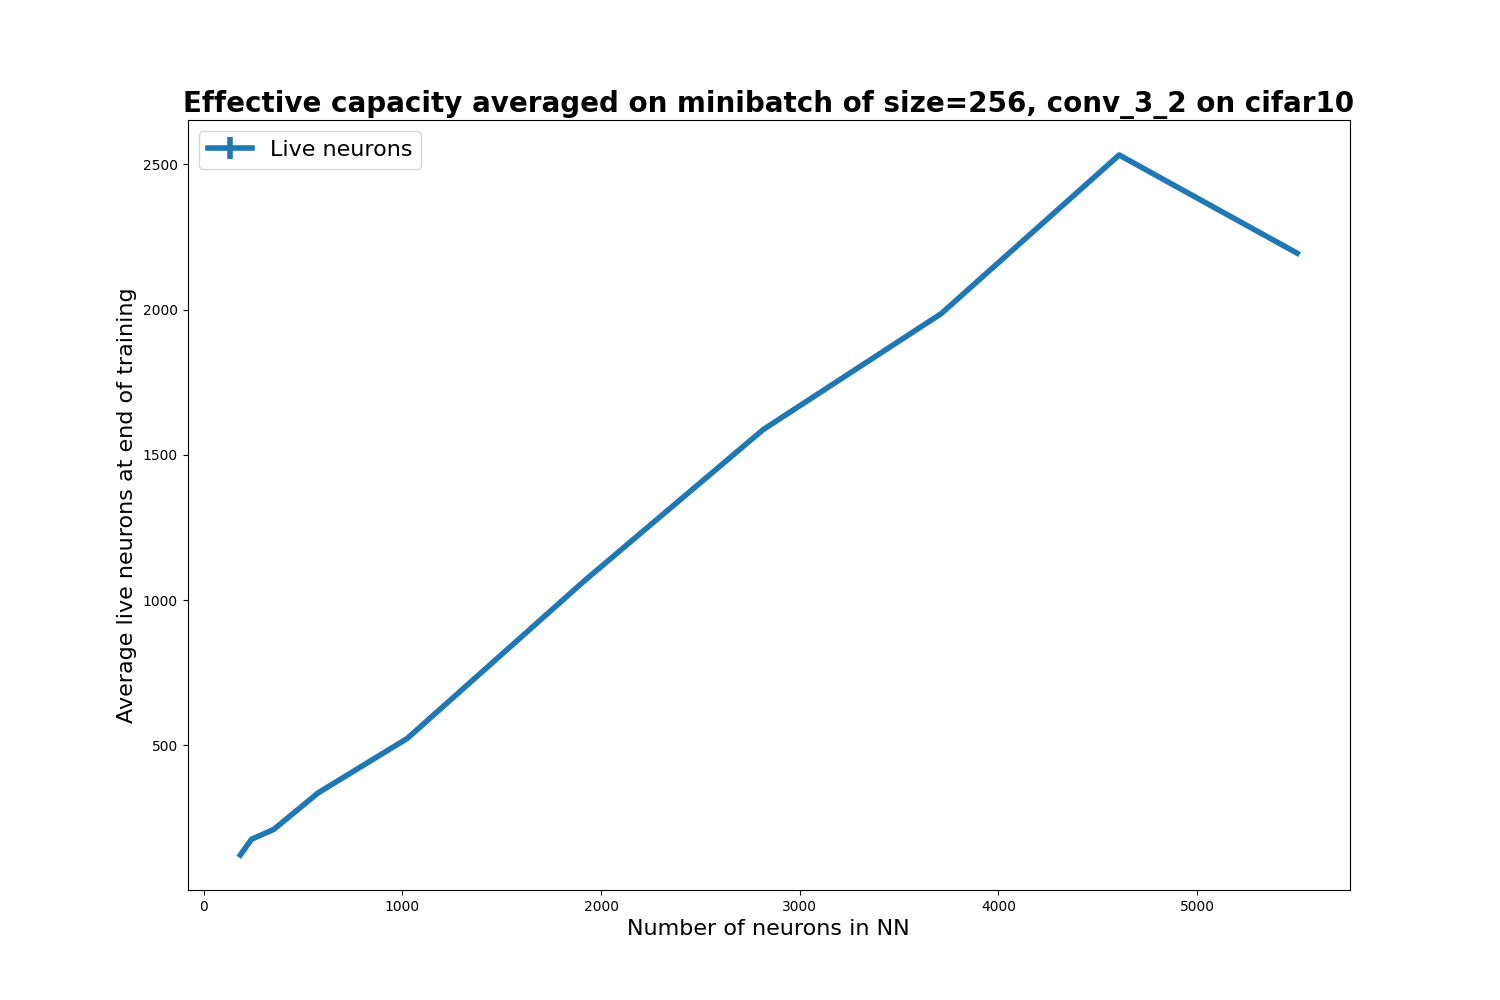 Effective capacity averaged on minibatch of size=256, conv_3_2 on cifar10
Live neurons
2500
2000
1500
1000
500
Average live neurons at end of training
0 1000 2000 3000 4000 5000
Number of neurons in NN